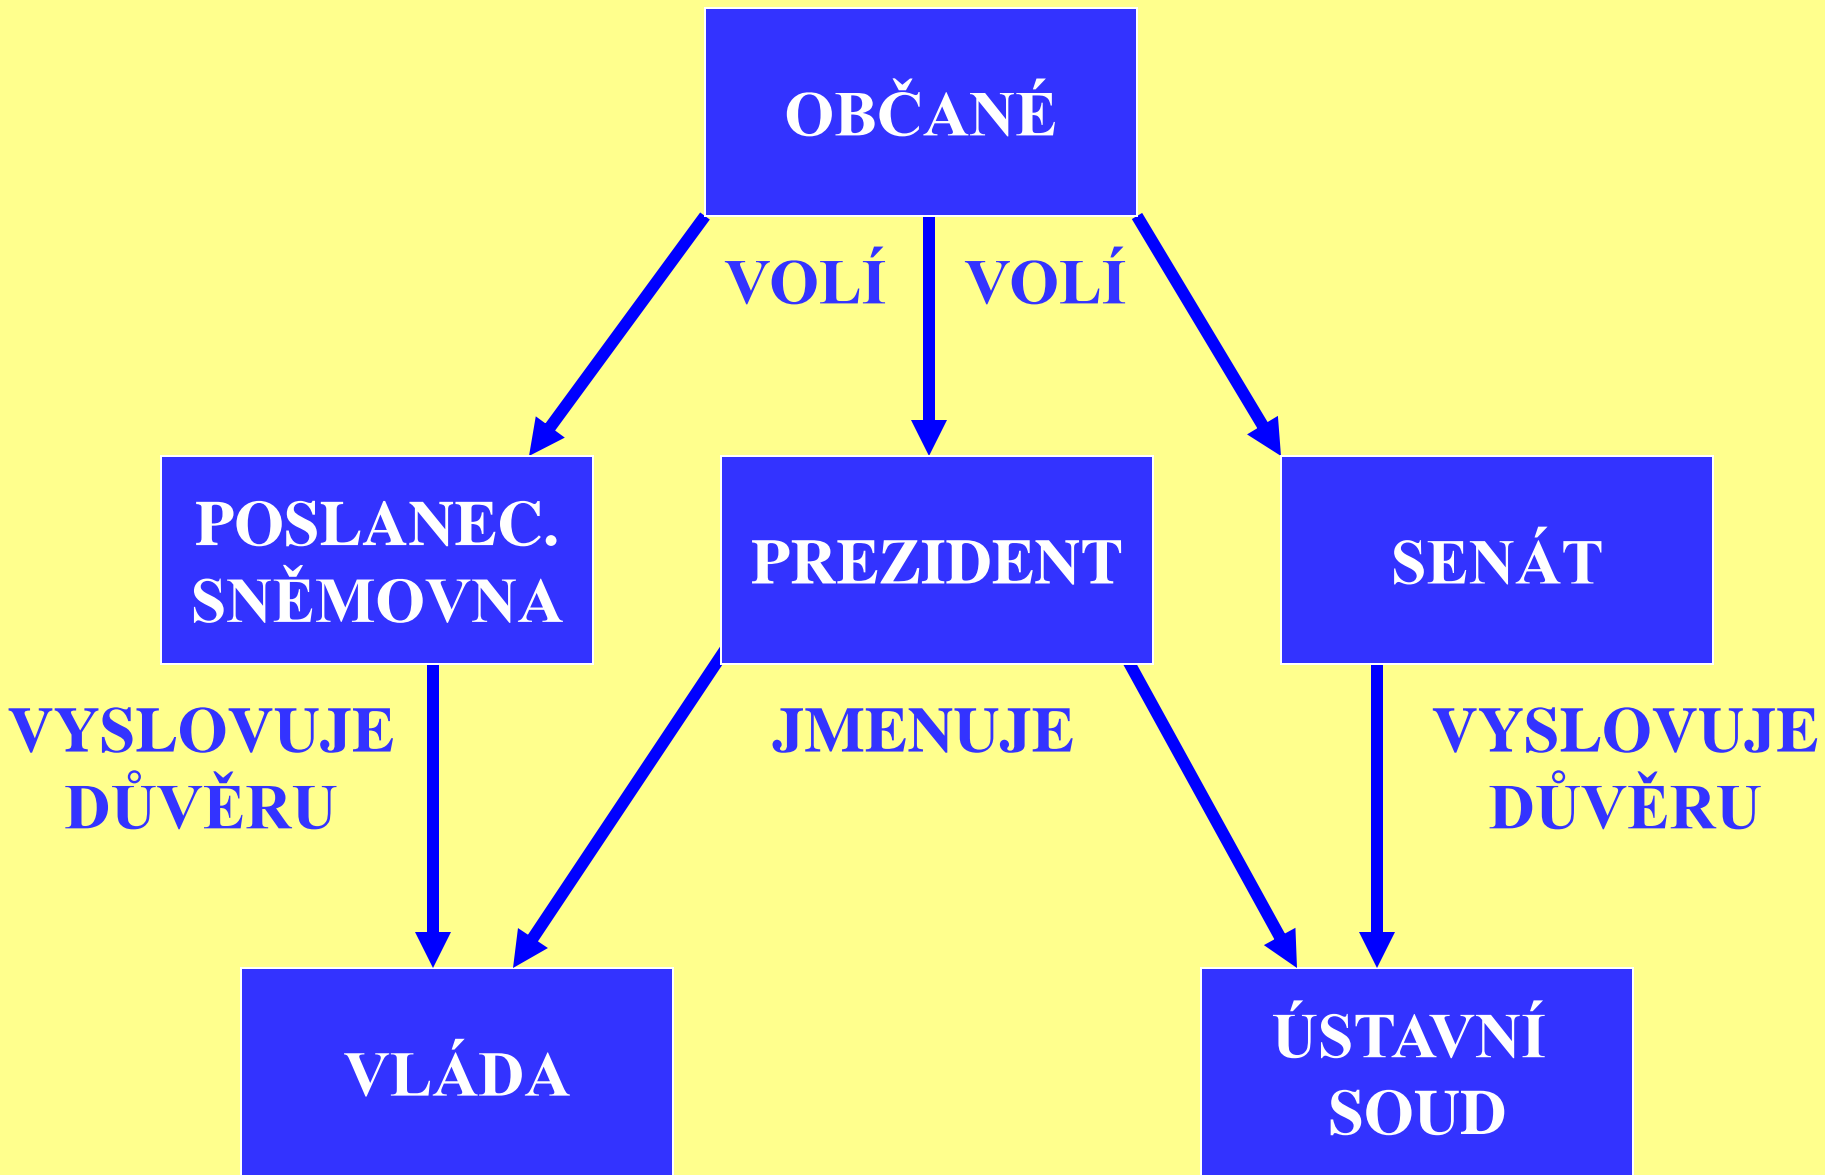 OBČANÉ
VOLÍ
VOLÍ
POSLANEC.
SNĚMOVNA
PREZIDENT
SENÁT
VYSLOVUJE
DŮVĚRU
JMENUJE
VYSLOVUJE
DŮVĚRU
VLÁDA
ÚSTAVNÍ
SOUD